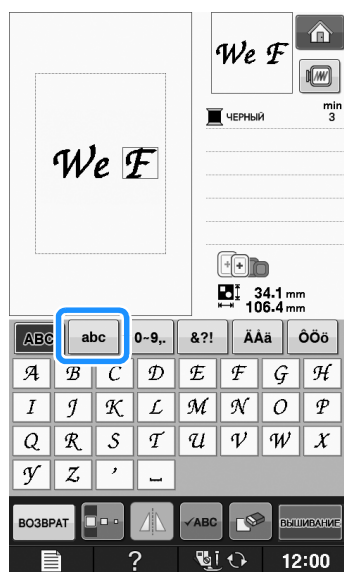 We F
min
ЧЕРНЫЙ 3
We F
34.1 mm
106.4 mm
ABC abc 0~9,. &?! ÄÅä ÔÖö
A B C D E F G H
I J K L M N O P
Q R S T U V W X
Y Z ’ ⎵
ВОЗВРАТ ✓ABC ВЫШИВАНИЕ
? 12:00